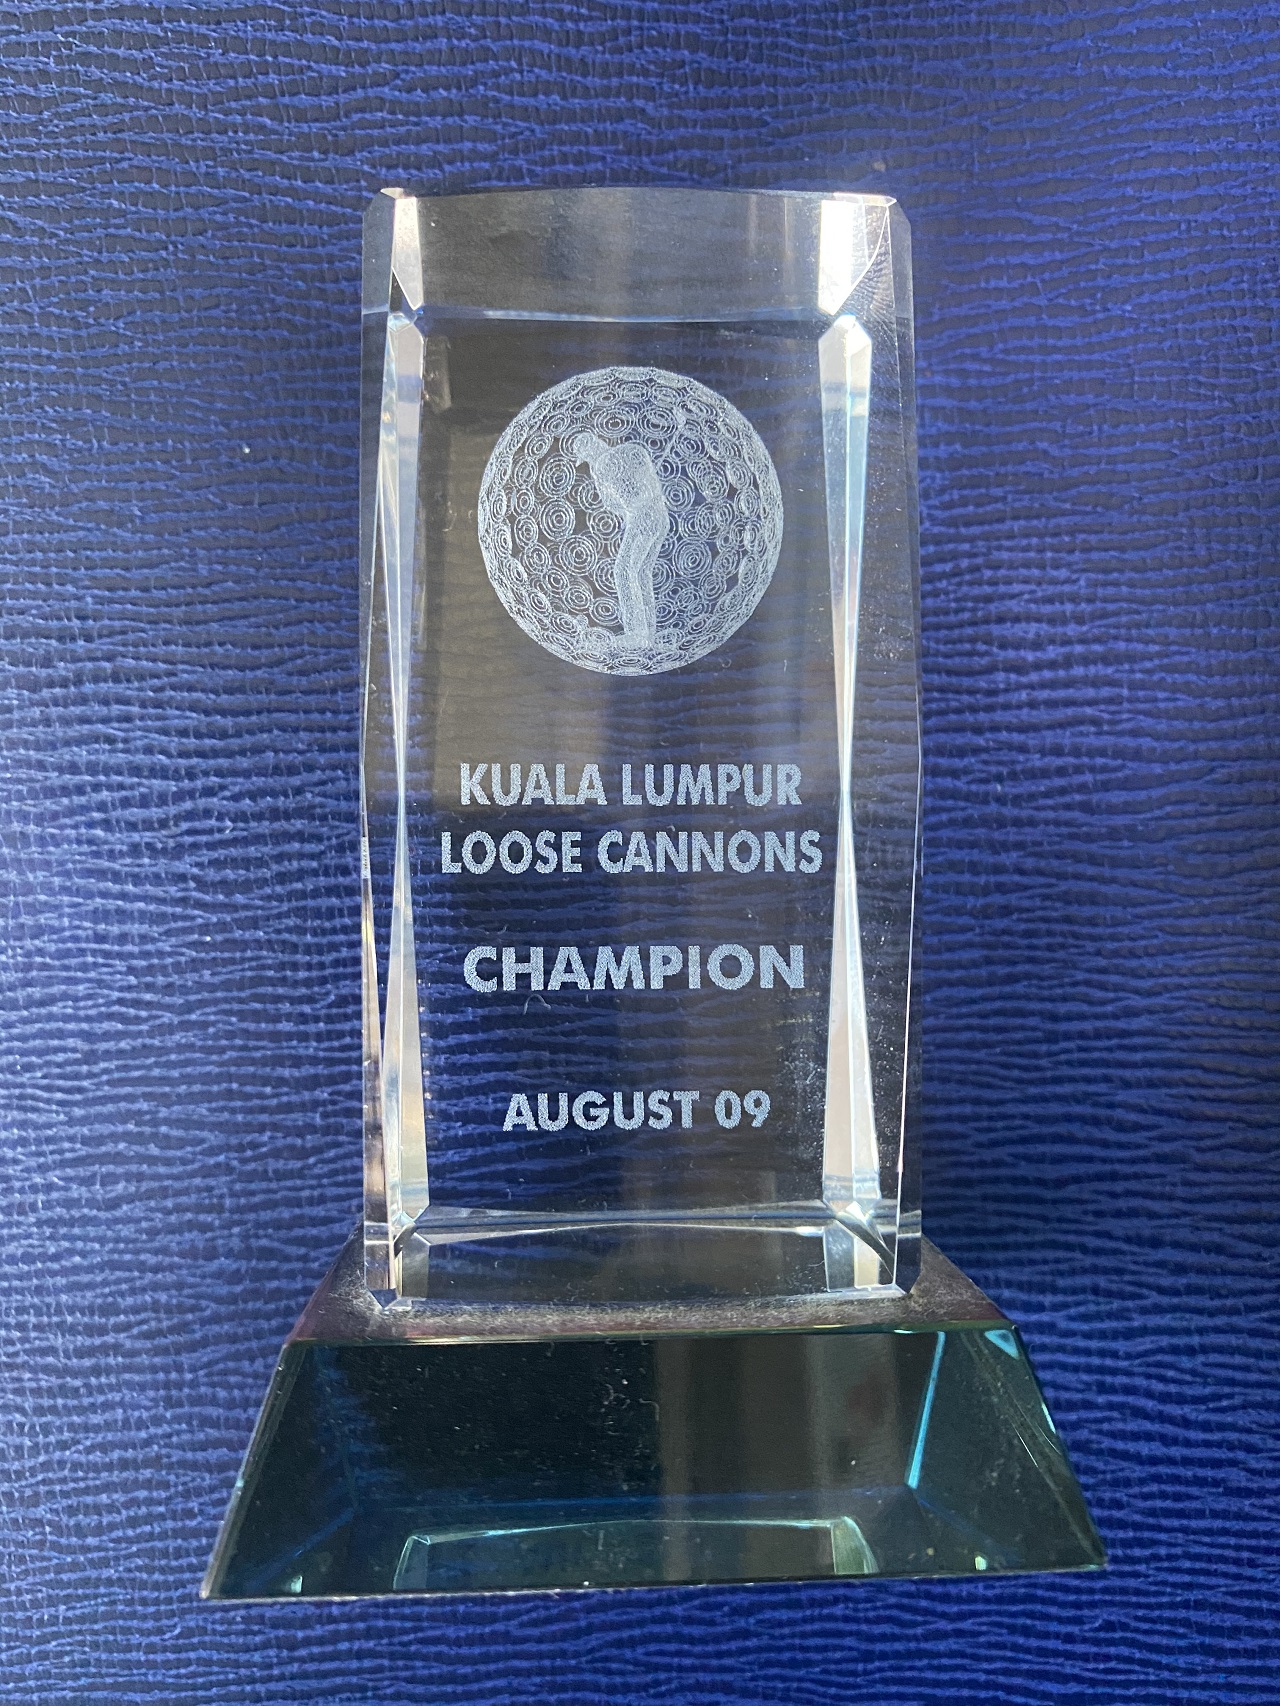 KUALA LUMPUR
LOOSE CANNONS
CHAMPION
AUGUST 09